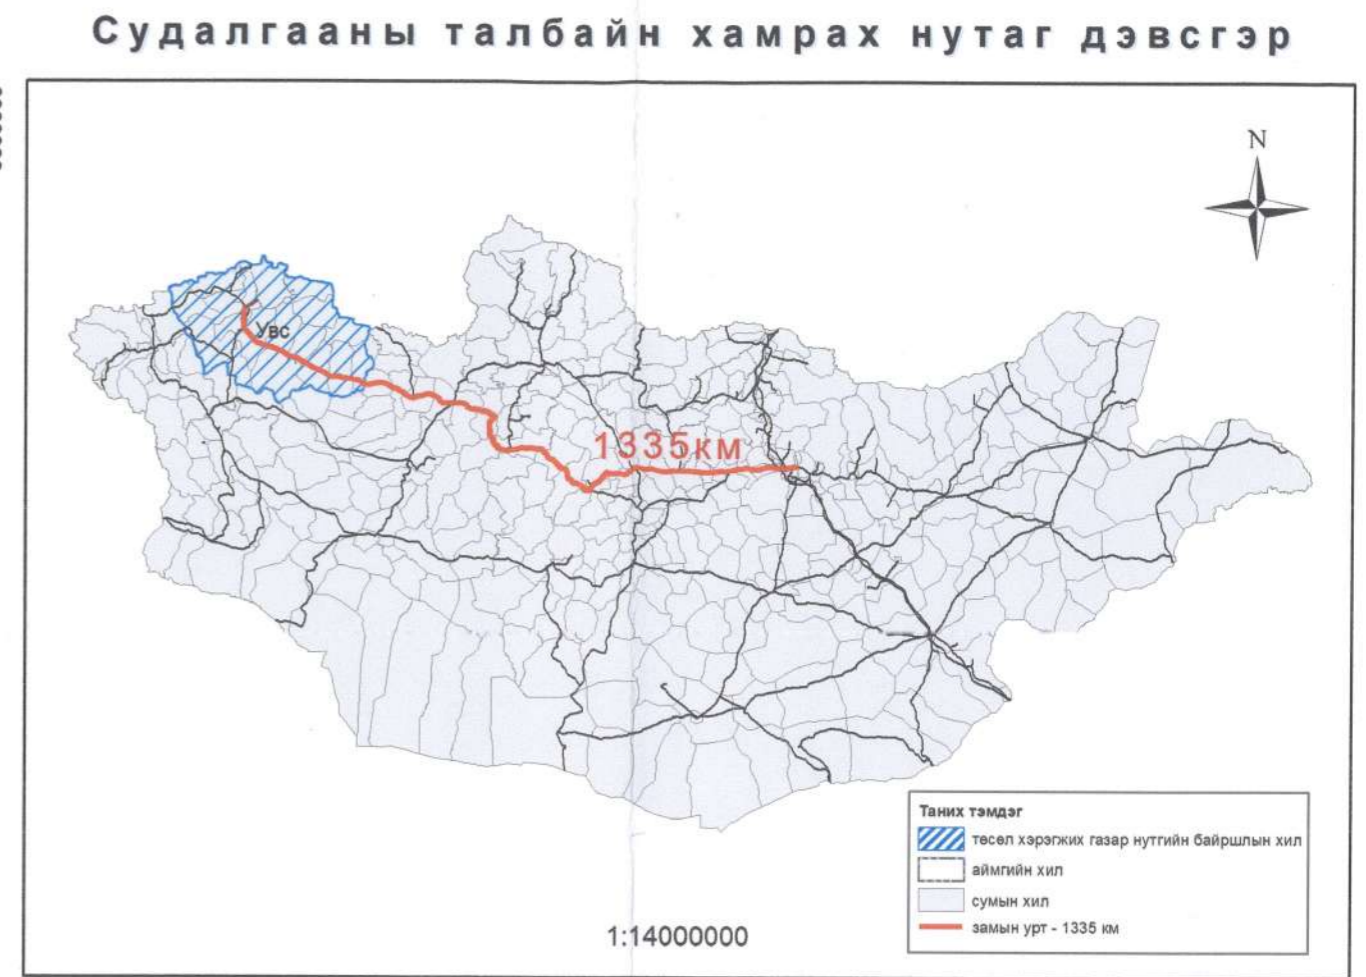 Судалгааны талбайн хамрах нутаг дэвсгэр
N
Увс
1335км
Таних тэмдэг
төсөл хэрэгжих газар нутгийн байршлын хил
аймгийн хил
сумын хил
замын урт - 1335 км
1:14000000